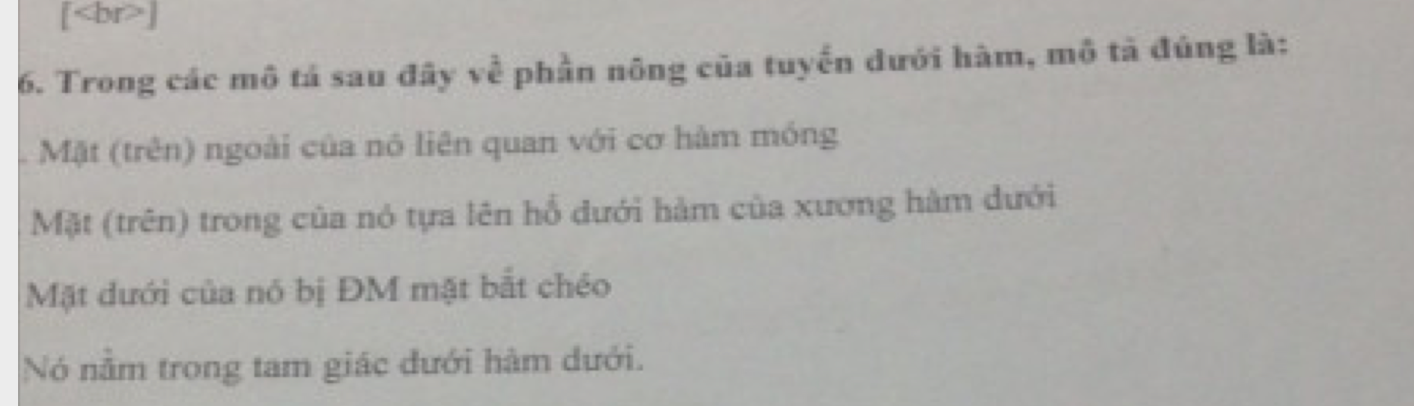 [<br>]
6. Trong các mô tả sau đây về phần nông của tuyến dưới hàm, mô tả đúng là:
. Mặt (trên) ngoài của nó liên quan với cơ hàm móng
. Mặt (trên) trong của nó tựa lên hố dưới hàm của xương hàm dưới
Mặt dưới của nó bị ĐM mặt bắt chéo
Nó nằm trong tam giác dưới hàm dưới.